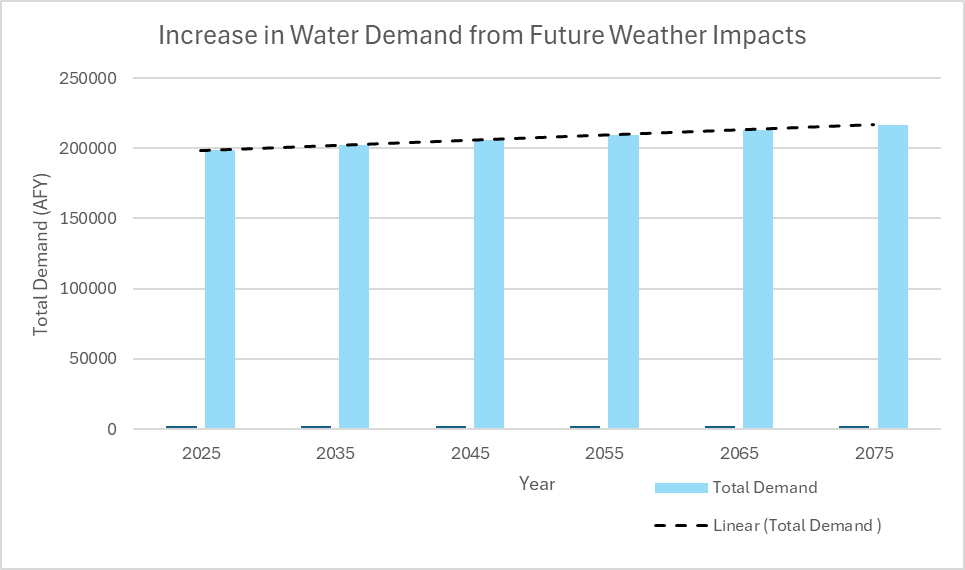 Increase in Water Demand from Future Weather Impacts
250000
200000
150000
100000
50000
0
Total Demand (AFY)
2025 2035 2045 2055 2065 2075
Year
Total Demand
Linear (Total Demand )